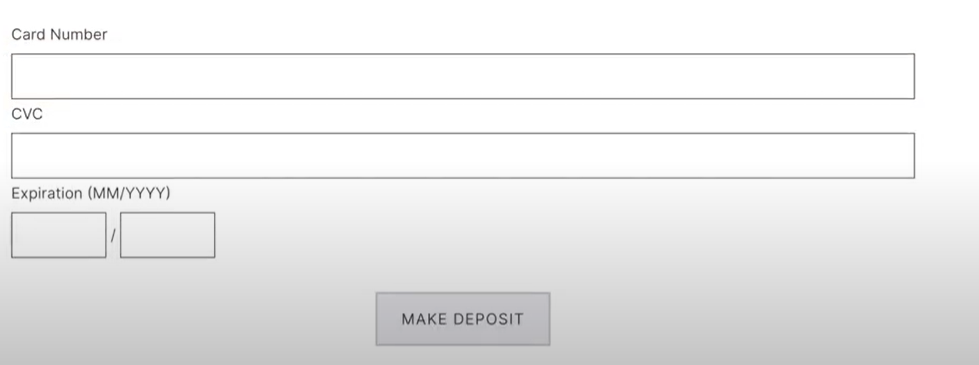 Card Number
CVC
Expiration (MM/YYYY)
/
MAKE DEPOSIT